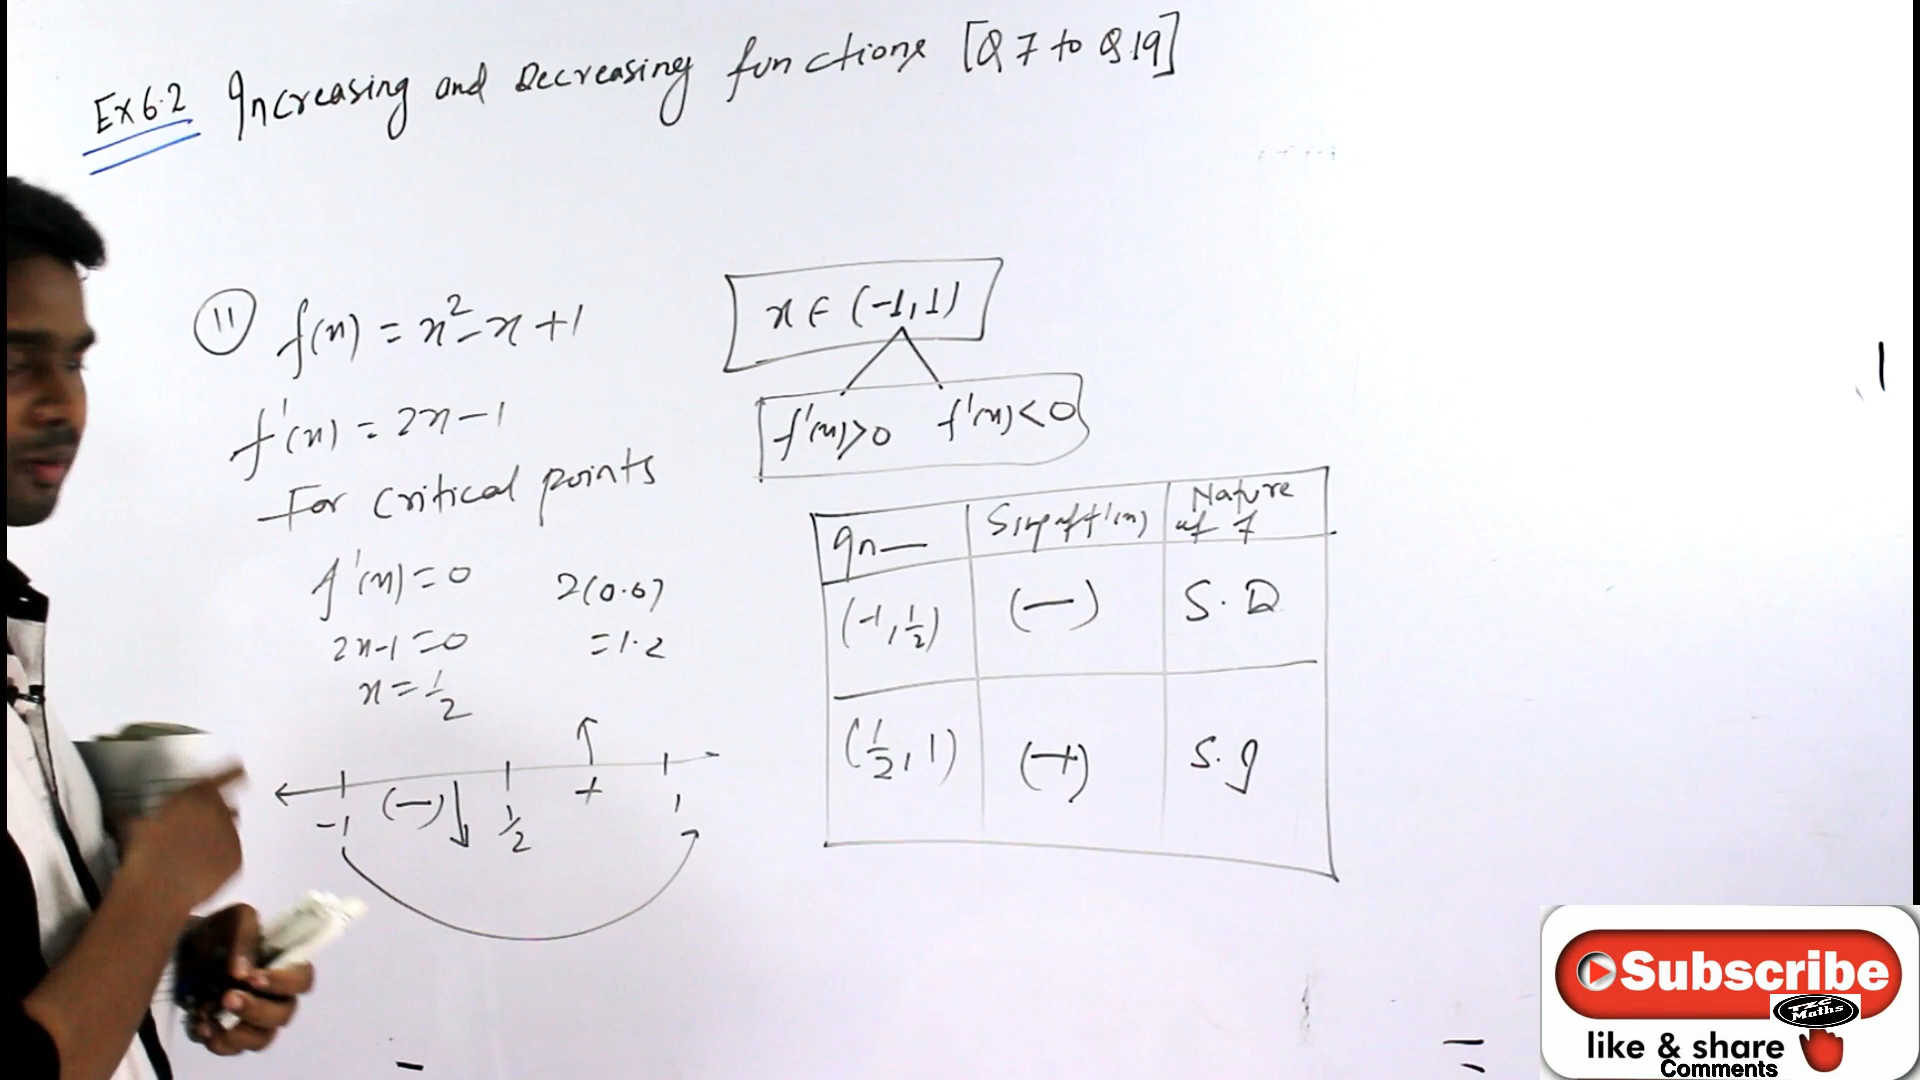 Ex 6.2 Increasing and Decreasing functions [Q 7 to Q.19]
11 f(x) = x² - x + 1
f'(x) = 2x - 1
For critical points
f'(x) = 0
2x-1 = 0
x = 1/2
2(0.6)
= 1.2
-1 (-) 1/2 + 1
x ∈ (-1, 1)
f'(x)>0 f'(x)<0
In — Sign of f'(x) Nature of f
(-1, 1/2) (-) S. D
(1/2, 1) (+) S. I
Subscribe
TZC Maths
like & share
Comments